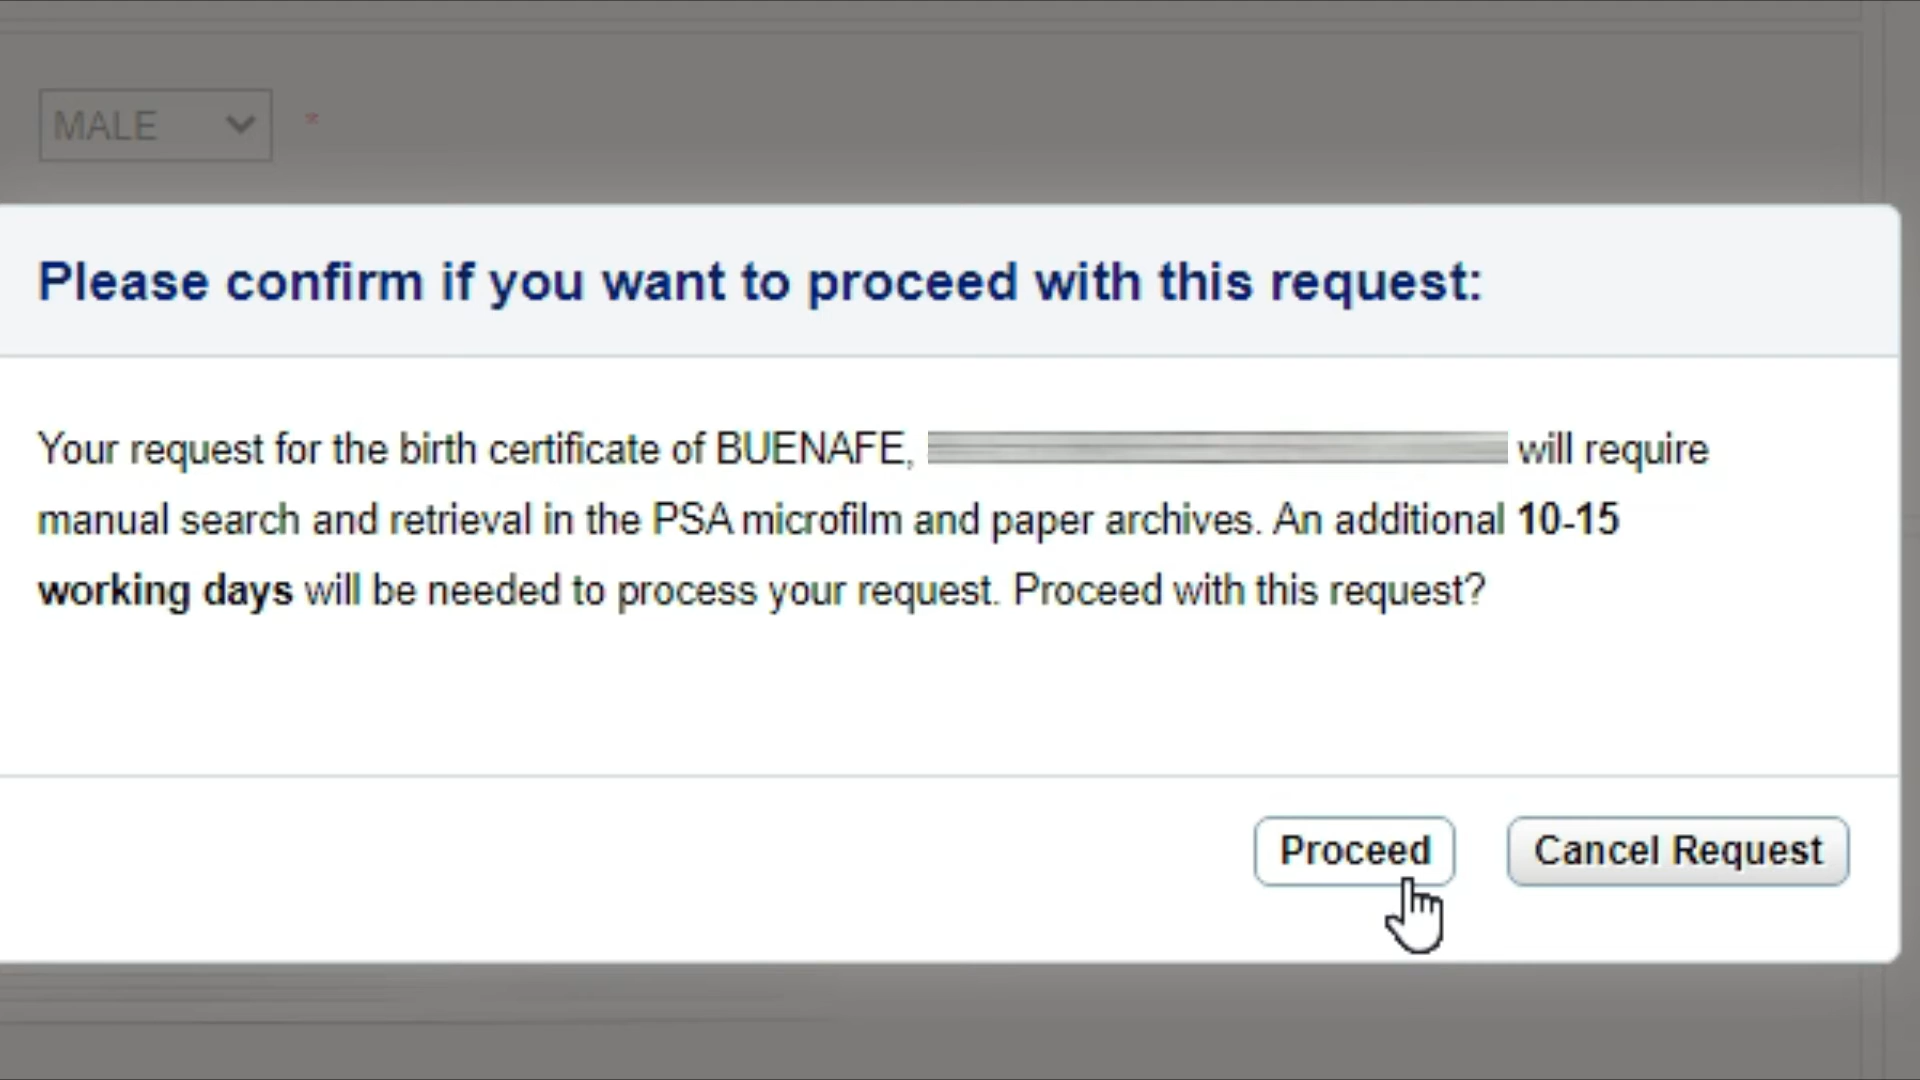 MALE *
Please confirm if you want to proceed with this request:
Your request for the birth certificate of BUENAFE, will require
manual search and retrieval in the PSA microfilm and paper archives. An additional 10-15
working days will be needed to process your request. Proceed with this request?
Proceed Cancel Request